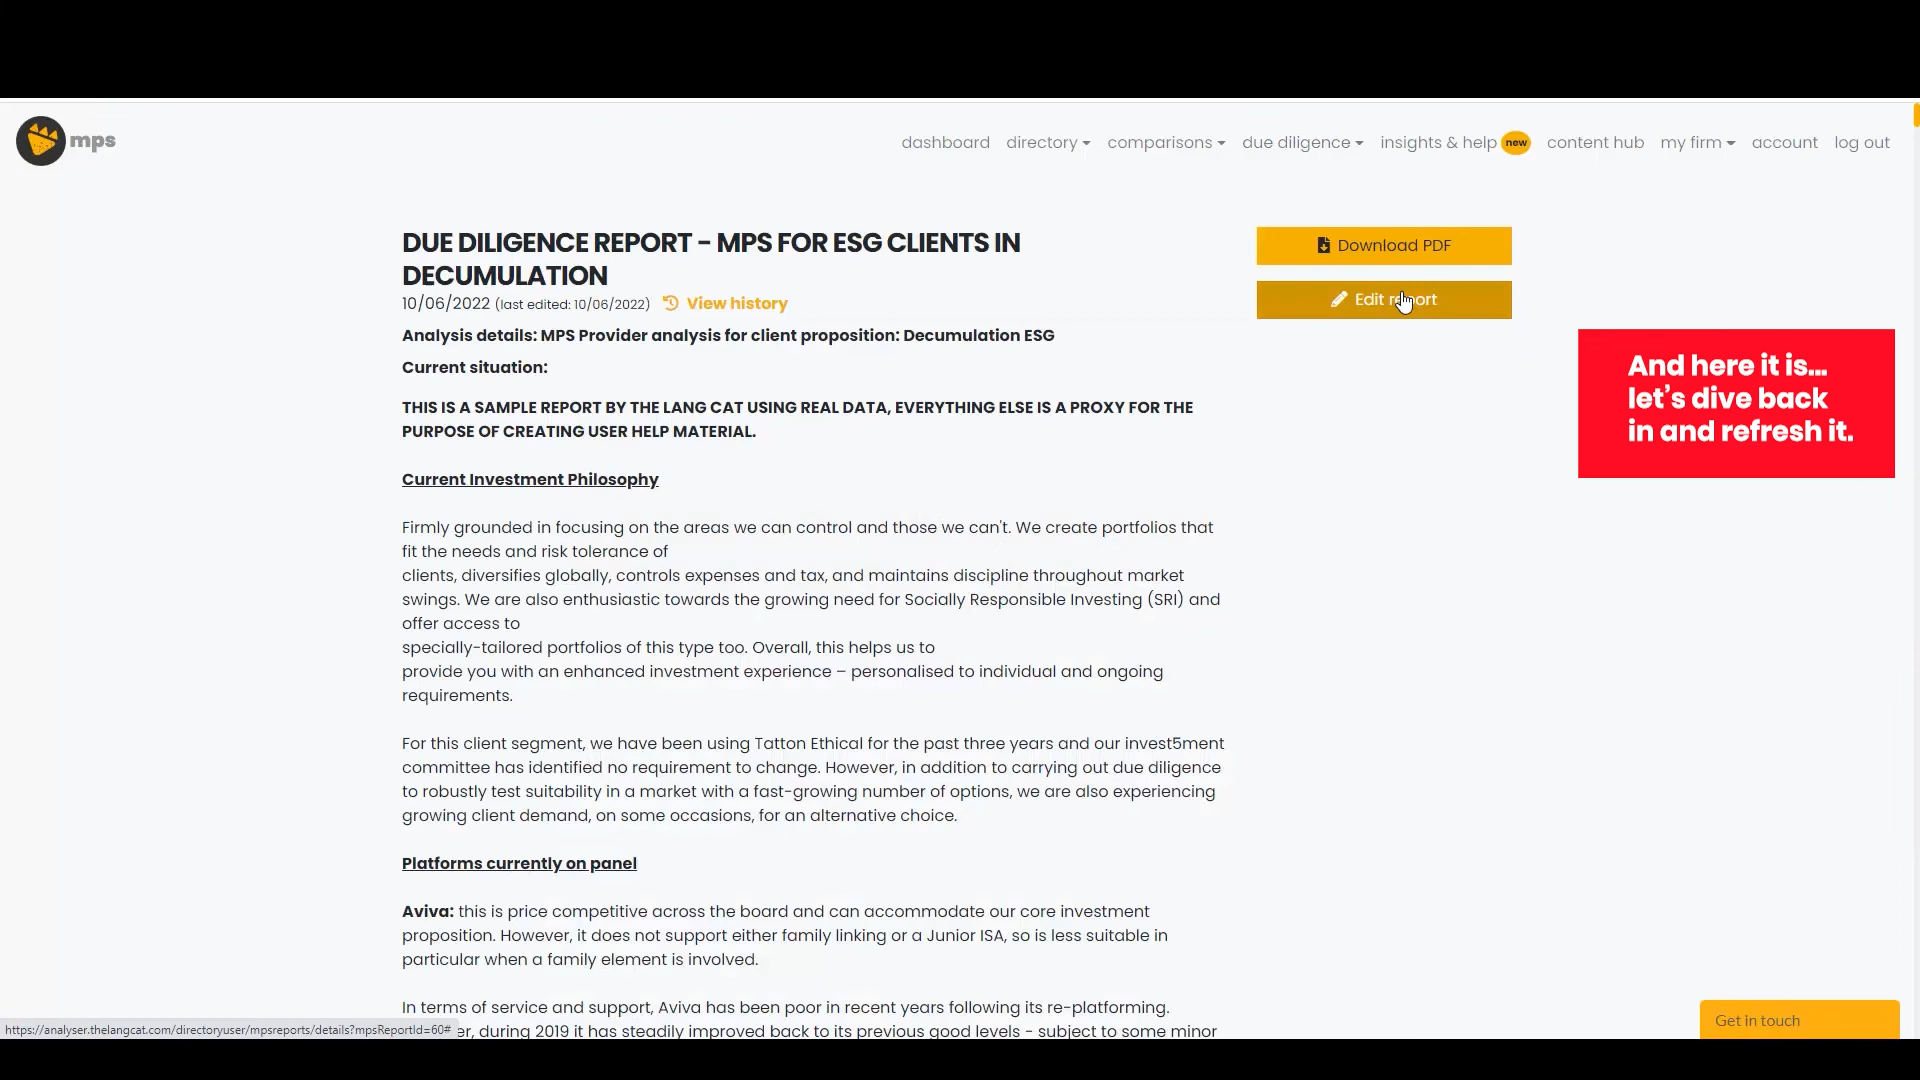 mps
dashboard directory comparisons due diligence insights & help new content hub my firm account log out
DUE DILIGENCE REPORT - MPS FOR ESG CLIENTS IN
DECUMULATION
10/06/2022 (last edited: 10/06/2022) View history
Download PDF
Edit report
And here it is...
let's dive back
in and refresh it.
Analysis details: MPS Provider analysis for client proposition: Decumulation ESG
Current situation:
THIS IS A SAMPLE REPORT BY THE LANG CAT USING REAL DATA, EVERYTHING ELSE IS A PROXY FOR THE
PURPOSE OF CREATING USER HELP MATERIAL.
Current Investment Philosophy
Firmly grounded in focusing on the areas we can control and those we can't. We create portfolios that
fit the needs and risk tolerance of
clients, diversifies globally, controls expenses and tax, and maintains discipline throughout market
swings. We are also enthusiastic towards the growing need for Socially Responsible Investing (SRI) and
offer access to
specially-tailored portfolios of this type too. Overall, this helps us to
provide you with an enhanced investment experience – personalised to individual and ongoing
requirements.
For this client segment, we have been using Tatton Ethical for the past three years and our invest5ment
committee has identified no requirement to change. However, in addition to carrying out due diligence
to robustly test suitability in a market with a fast-growing number of options, we are also experiencing
growing client demand, on some occasions, for an alternative choice.
Platforms currently on panel
Aviva: this is price competitive across the board and can accommodate our core investment
proposition. However, it does not support either family linking or a Junior ISA, so is less suitable in
particular when a family element is involved.
In terms of service and support, Aviva has been poor in recent years following its re-platforming.
er, during 2019 it has steadily improved back to its previous good levels - subject to some minor
https://analyser.thelangcat.com/directoryuser/mpsreports/details?mpsReportId=60#
Get in touch